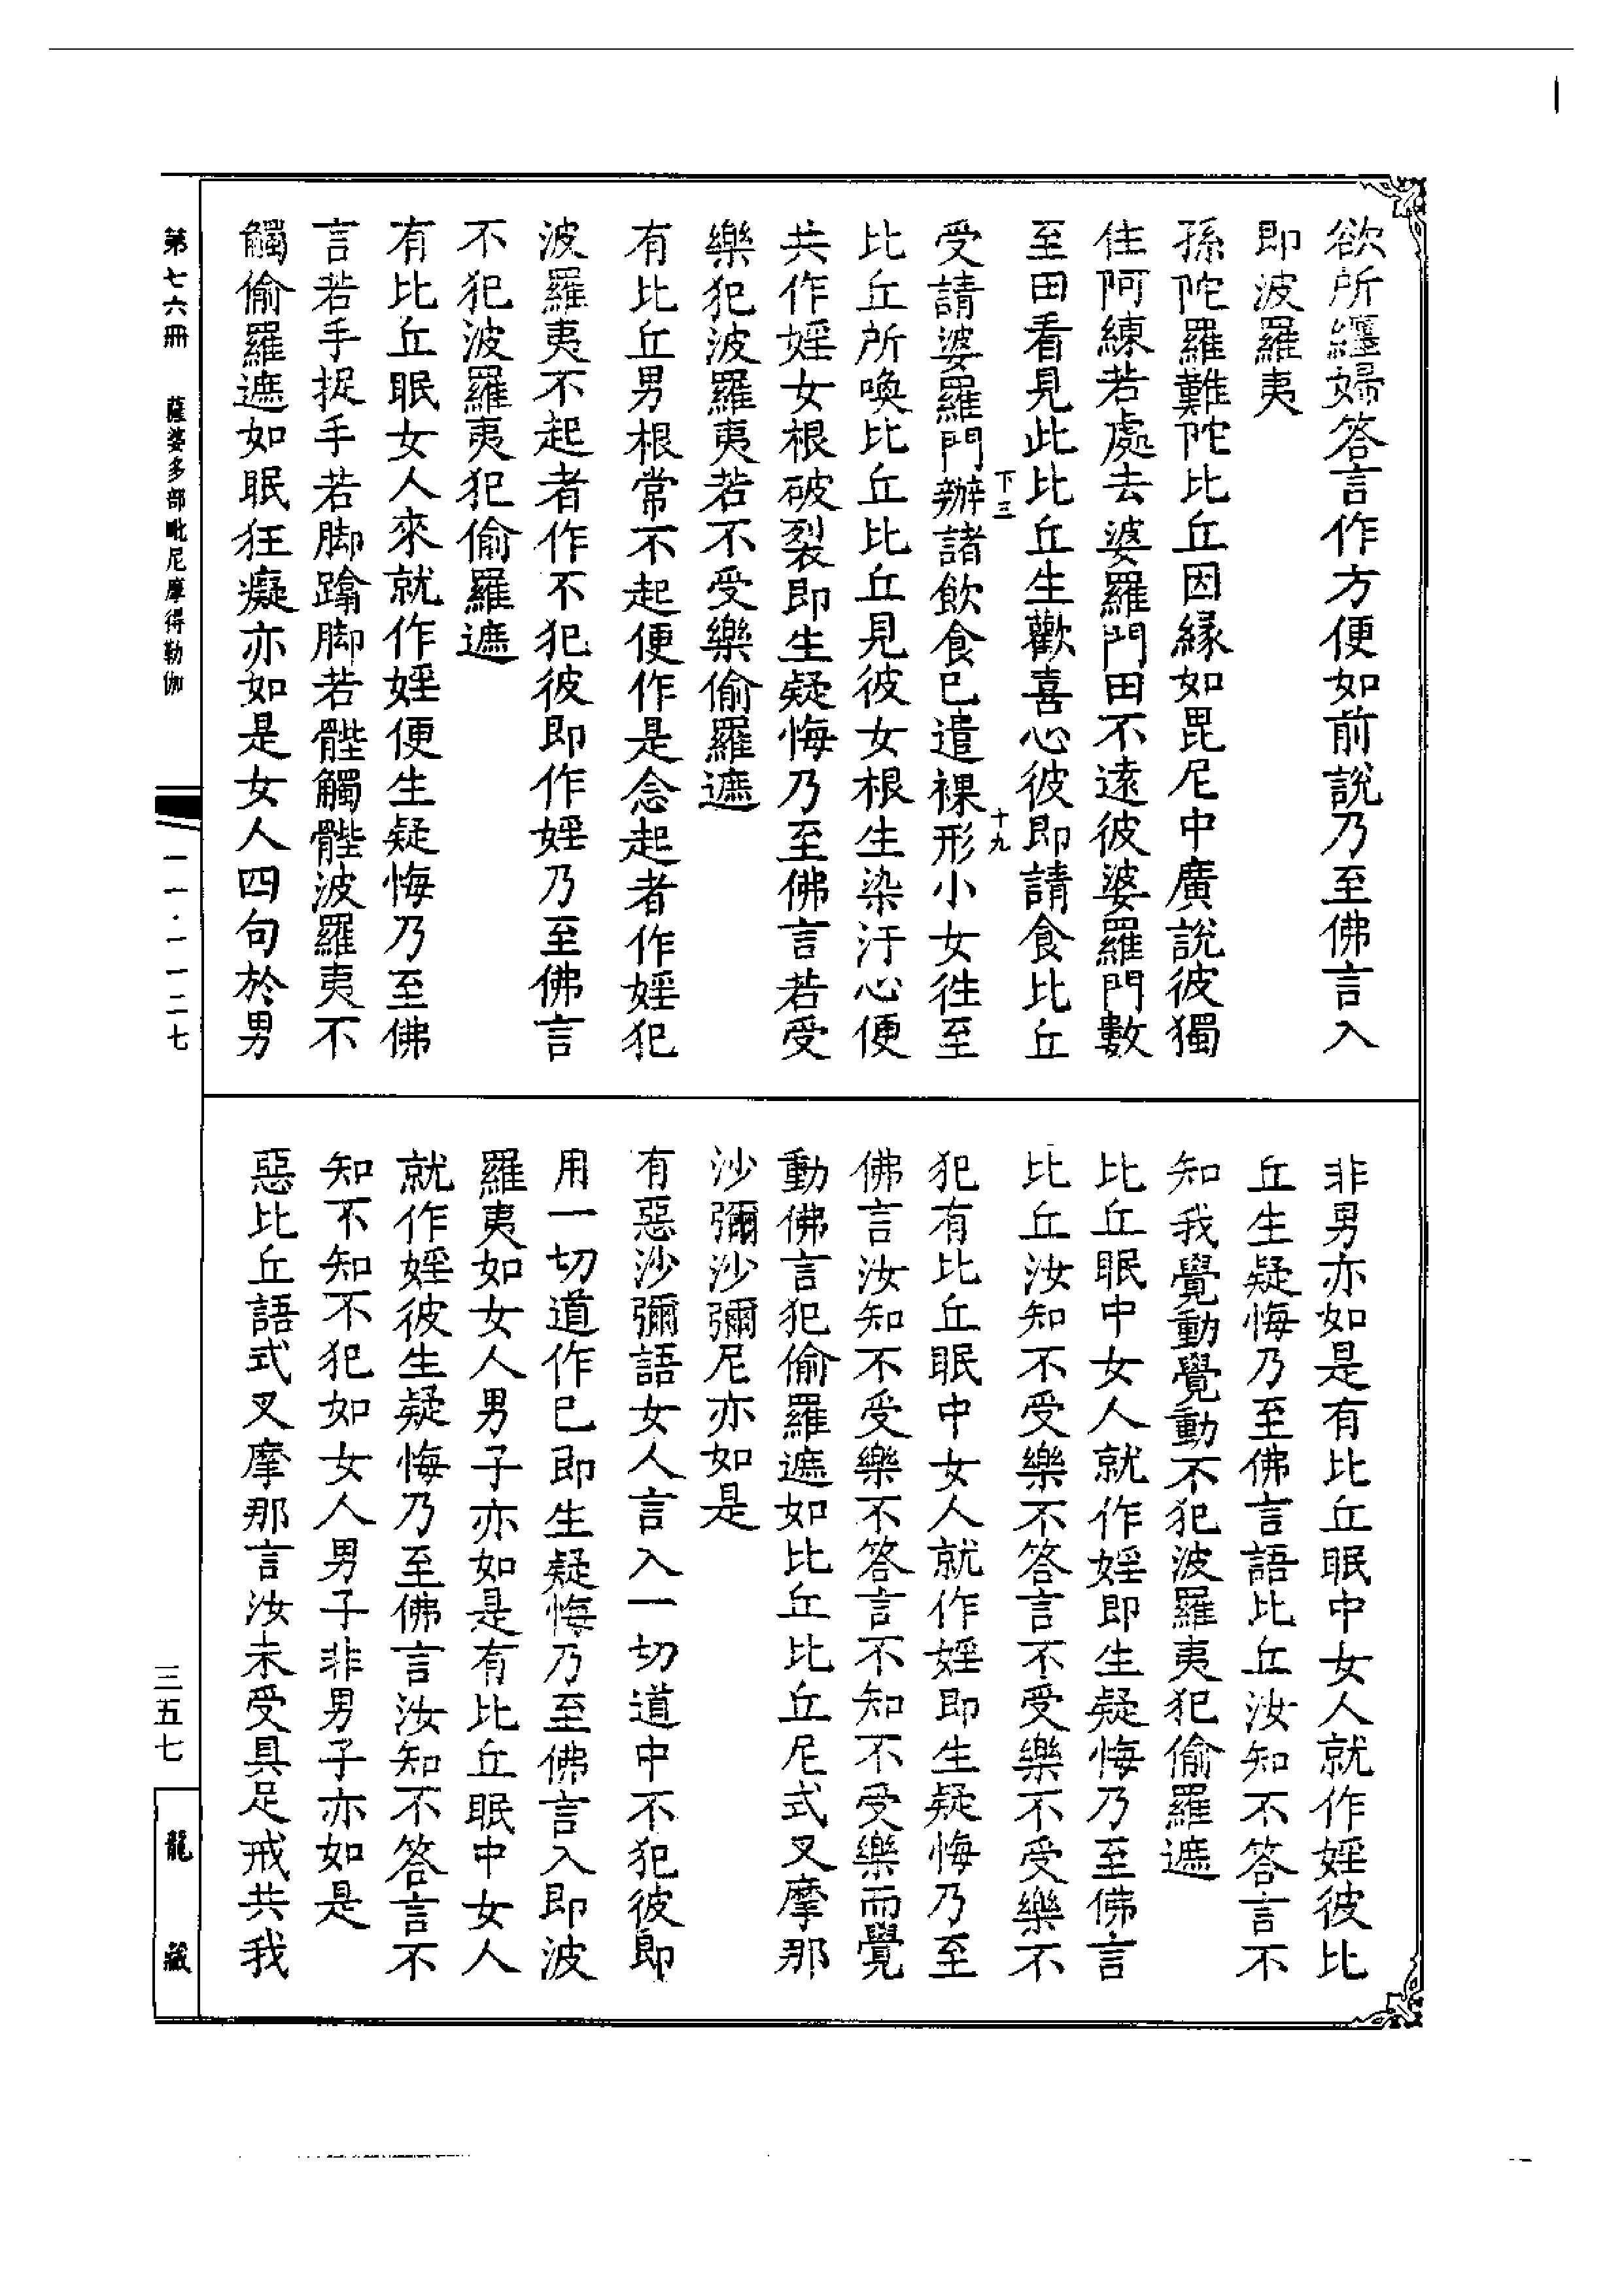 欲所纏婦答言作方便如前說乃至佛言入
即波羅夷
孫陀羅難陀比丘因緣如毘尼中廣說彼獨
住阿練若處去婆羅門田不遠彼婆羅門數
至田看見此比丘生歡喜心彼即請食比丘
下三
十九
受請婆羅門辦諸飲食已遣裸形小女往至
比丘所喚比丘比丘見彼女根生染汙心便
共作婬女根破裂即生疑悔乃至佛言若受
樂犯波羅夷若不受樂偷羅遮
有比丘男根常不起便作是念起者作婬犯
波羅夷不起者作不犯彼即作婬乃至佛言
不犯波羅夷犯偷羅遮
有比丘眠女人來就作婬便生疑悔乃至佛
言若手捉手若脚蹹脚若髀觸髀波羅夷不
觸偷羅遮如眠狂癡亦如是女人四句於男
非男亦如是有比丘眠中女人就作婬彼比
丘生疑悔乃至佛言語比丘汝知不答言不
知我覺動覺動不犯波羅夷犯偷羅遮
比丘眠中女人就作婬即生疑悔乃至佛言
比丘汝知不受樂不答言不受樂不受樂不
犯有比丘眠中女人就作婬即生疑悔乃至
佛言汝知不受樂不答言不知不受樂而覺
動佛言犯偷羅遮如比丘比丘尼式叉摩那
沙彌沙彌尼亦如是
有惡沙彌語女人言入一切道中不犯彼即
用一切道作已即生疑悔乃至佛言入即波
羅夷如女人男子亦如是有比丘眠中女人
就作婬彼生疑悔乃至佛言汝知不答言不
知不知不犯如女人男子非男子亦如是
惡比丘語式叉摩那言汝未受具足戒共我
第七六冊 薩婆多部毗尼摩得勒伽
一一·一一二七
三五七
龍藏